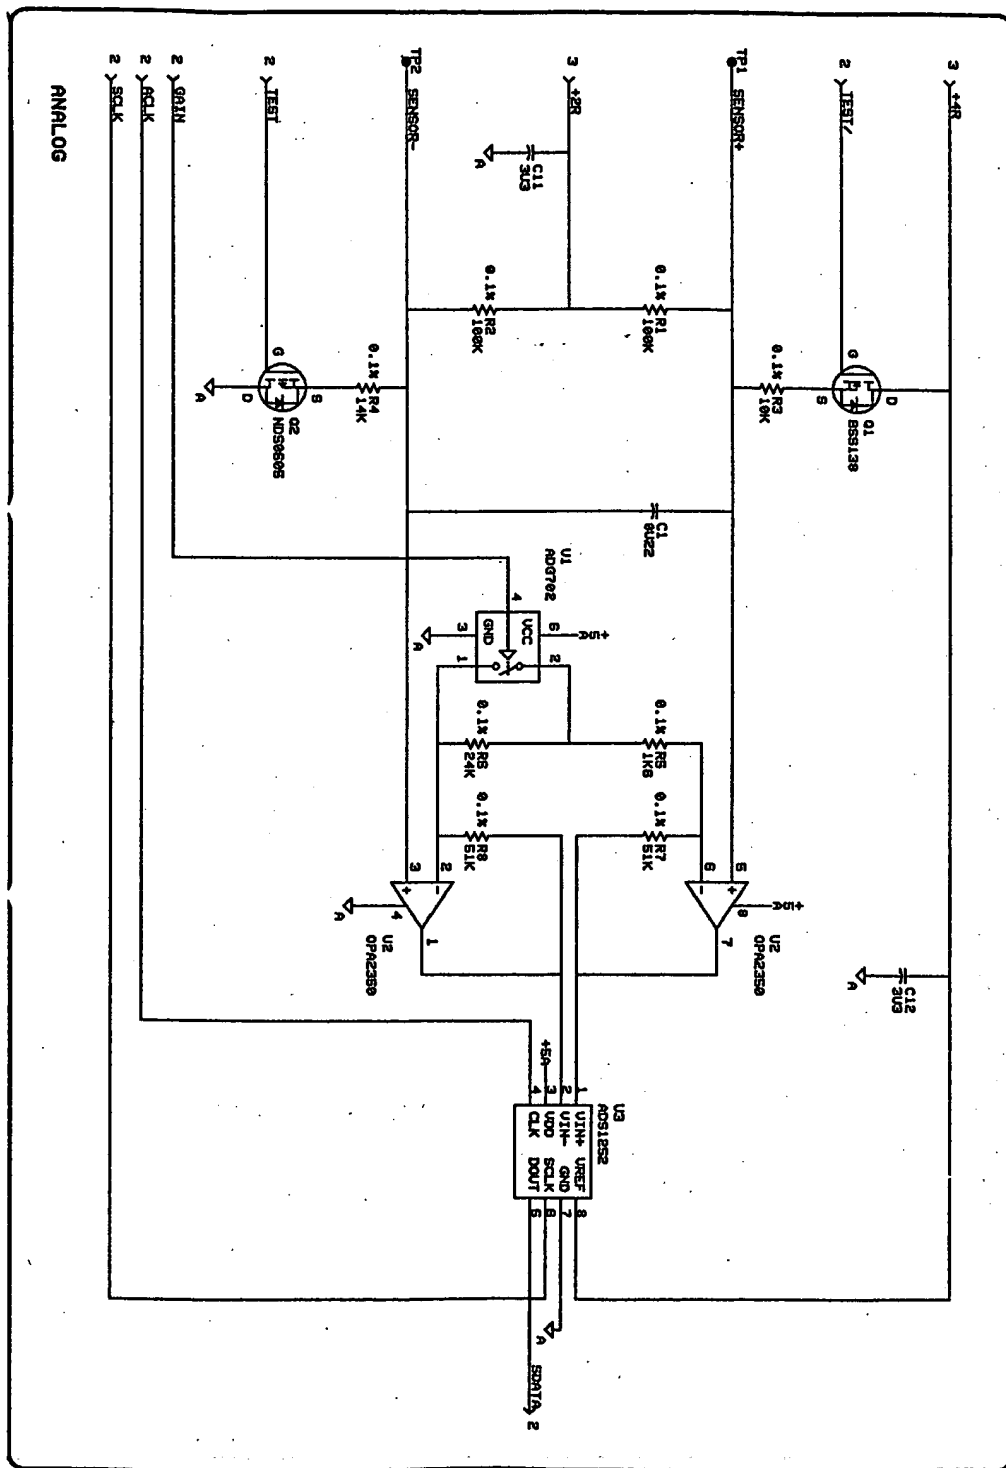 3 +4R
C12
3U3
A
2 TEST/
Q1
BSS138
G
D
S
R3
10K
0.1%
+5A
8
U2
OPA2350
TP1 SENSOR+
5
6
7
R1
100K
0.1%
C1
0U22
R5
1K6
0.1%
R7
51K
0.1%
3 +2R
C11
3U3
A
R2
100K
0.1%
U1
ADG702
+5A
6
VCC
GND
4
3
2
1
A
R6
24K
0.1%
R8
51K
0.1%
U3
ADS1252
1 VIN+ VREF 8
2 VIN- GND 7
+5A 3 VDD SCLK 6
4 CLK DOUT 5
A
SDATA 2
TP2 SENSOR-
2
3
1
4
A
U2
OPA2350
R4
14K
0.1%
2 TEST
Q2
NDS0605
G
S
D
A
2 GAIN
2 ACLK
2 SCLK
ANALOG